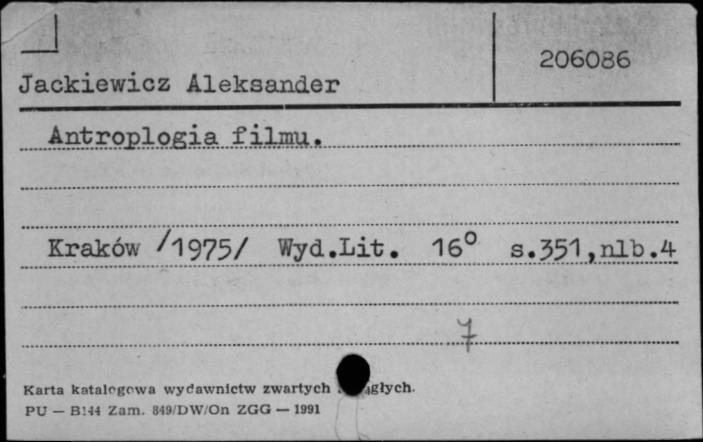 206086
Jackiewicz Aleksander
Antroplogia filmu.
Kraków /1975/ Wyd.Lit. 16° s.351,nlb.4
7
Karta katalogowa wydawnictw zwartych
PU — B144 Zam. 849/DW/On ZGG — 1991